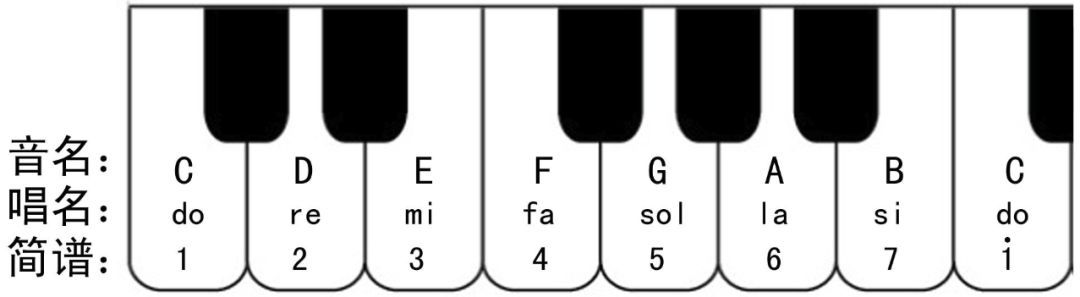 音名: C D E F G A B C
唱名: do re mi fa sol la si do
简谱: 1 2 3 4 5 6 7 i